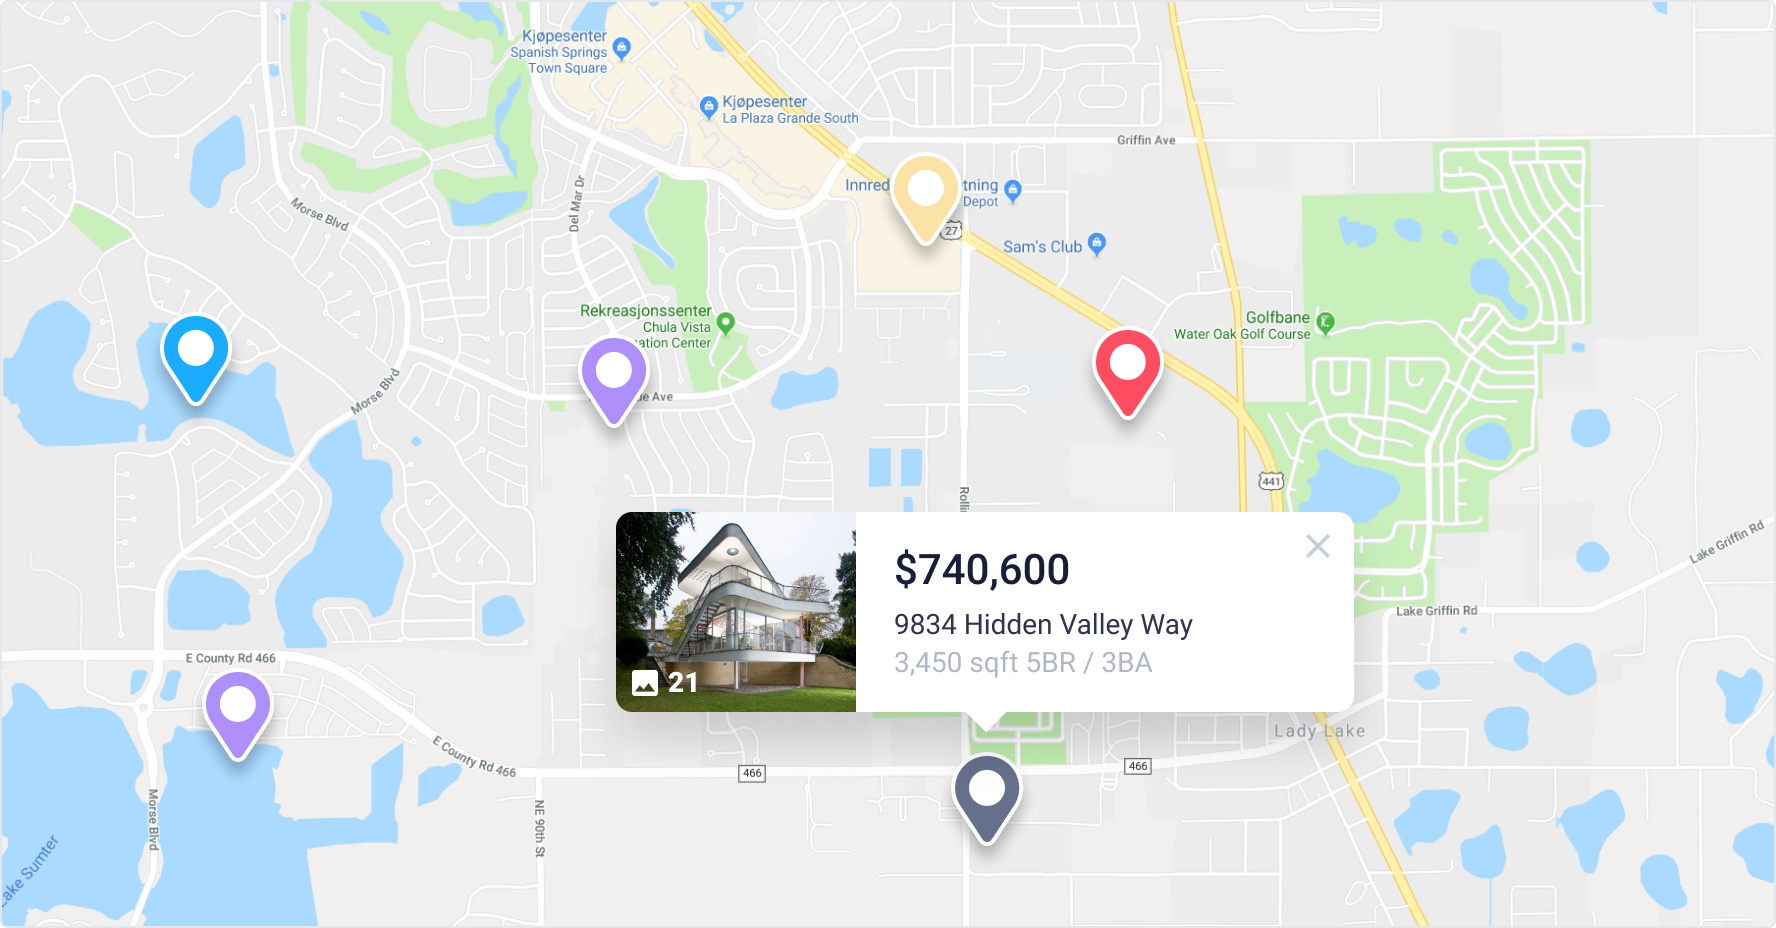 Kjøpesenter
Spanish Springs
Town Square
Kjøpesenter
La Plaza Grande South
Griffin Ave
Morse Blvd
Del Mar Dr
Innred
tning
Depot
27
Sam's Club
Rekreasjonssenter
Chula Vista
ation Center
Golfbane
Water Oak Golf Course
Morse Blvd
ue Ave
441
Rollin
Lake Griffin Rd
$740,600
9834 Hidden Valley Way
3,450 sqft 5BR / 3BA
21
Lake Griffin Rd
E County Rd 466
Lady Lake
E County Rd 466
466
466
Morse Blvd
NE 90th St
Lake Sumter